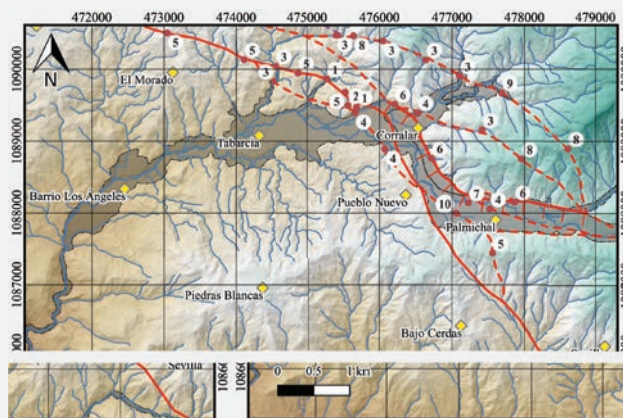 472000 473000 474000 475000 476000 477000 478000 479000
5 3 8 3
5 3 5 1 3
3 9
1090000
N
El Morado
5 2 1 6 4 3
Corralar
4 8 8
1089000
Tabarcia
4 6
Barrio Los Angeles
Pueblo Nuevo
7 4 6
10
1088000
Palmichal
5
1087000
Piedras Blancas
Bajo Cerdas
Sevilla
0 0.5 1 km